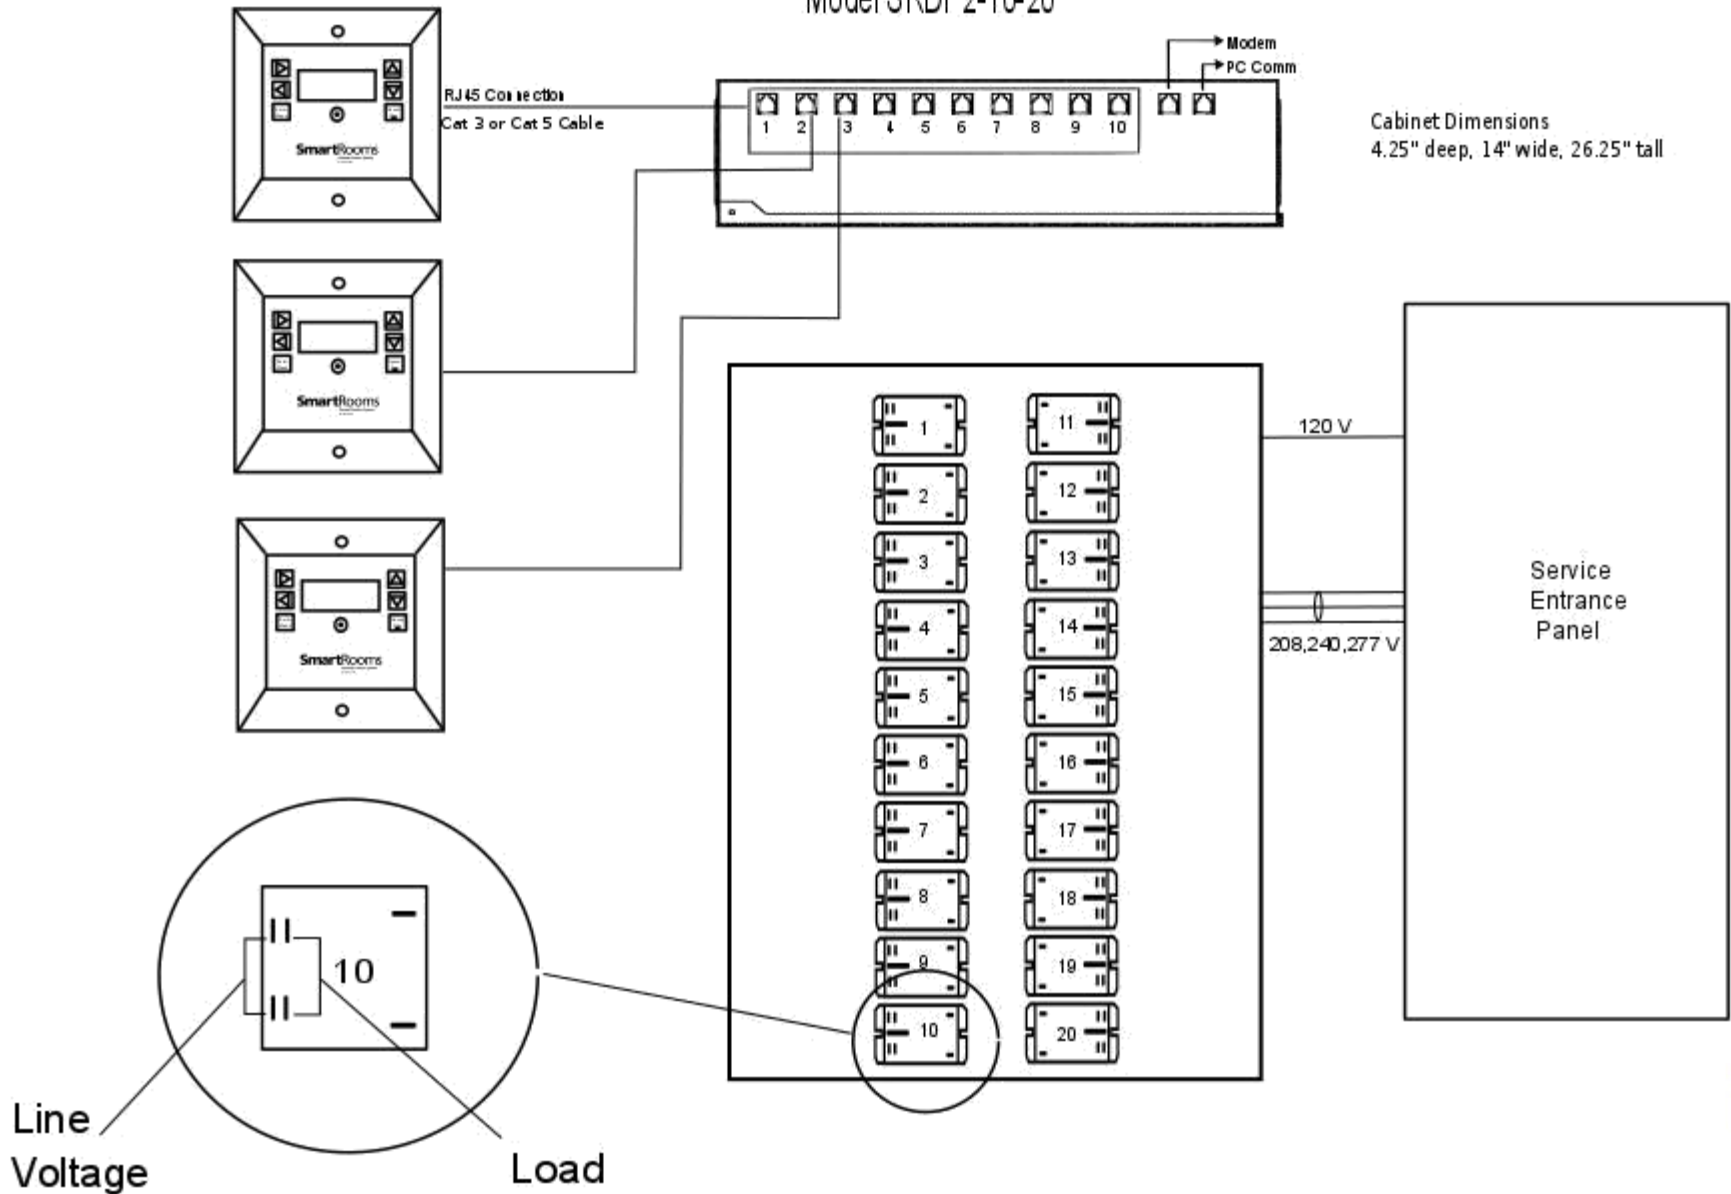 Model SRDP2-10-20
Modem
PC Comm
RJ45 Connection
Cat 3 or Cat 5 Cable
1 2 3 4 5 6 7 8 9 10
Cabinet Dimensions
4.25" deep, 14" wide, 26.25" tall
SmartRooms
SmartRooms
SmartRooms
1 11
2 12
3 13
4 14
5 15
6 16
7 17
8 18
9 19
10 20
120 V
208,240,277 V
Service
Entrance
Panel
10
Line
Voltage
Load